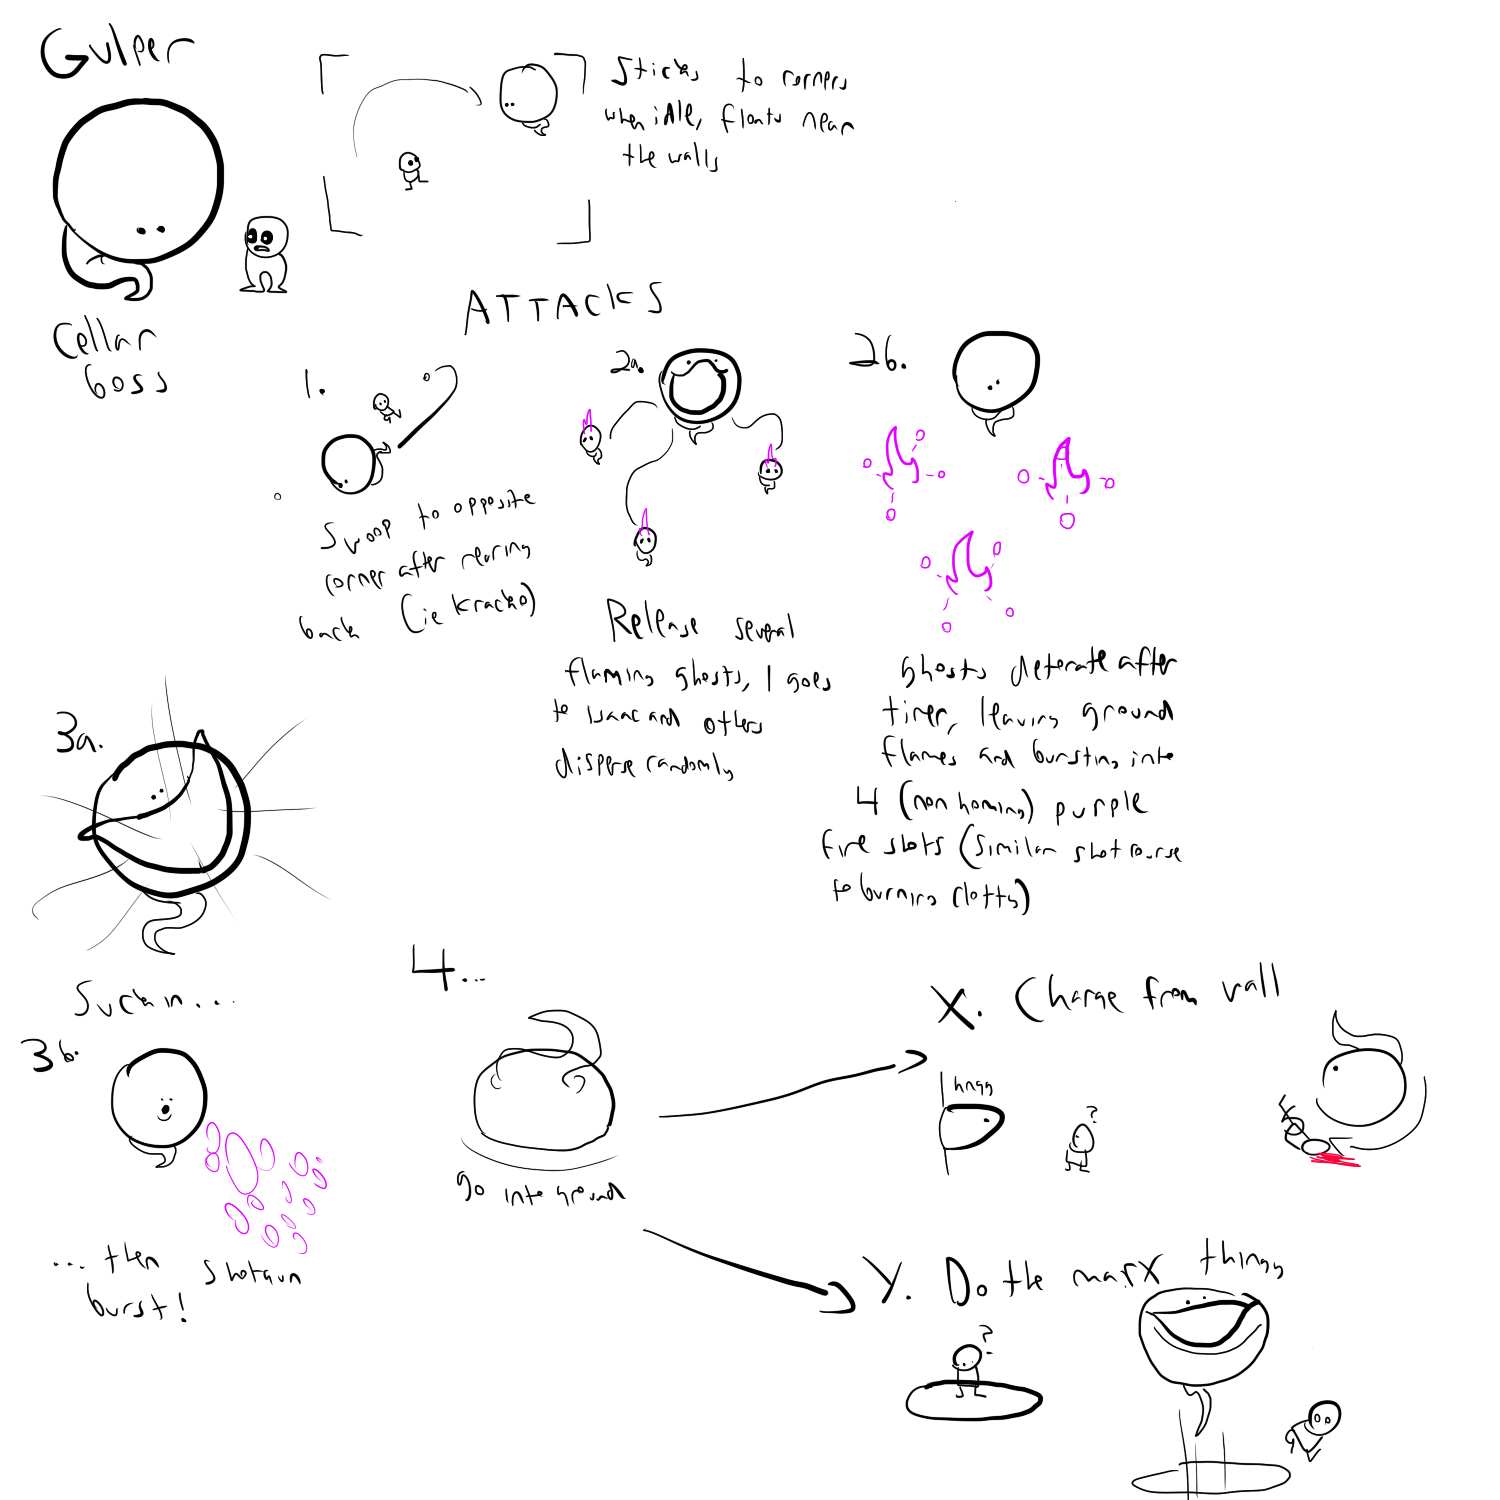 Gulper
Sticks to corners
when idle, floats near
the walls
Cellar
boss
ATTACKS
1.
Swoop to opposite
corner after rearing
back (ie Kracko)
2a.
Release several
flaming ghosts, 1 goes
to Isaac and others
disperse randomly
2b.
ghosts detonate after
timer, leaving ground
flames and bursting into
4 (non homing) purple
fire shots (similar shot course
to burning clotty)
3a.
Suck in...
3b.
... then shotgun
burst!
4...
go into ground
X. Charge from wall
hngg
?
Y. Do the marx thingy
?